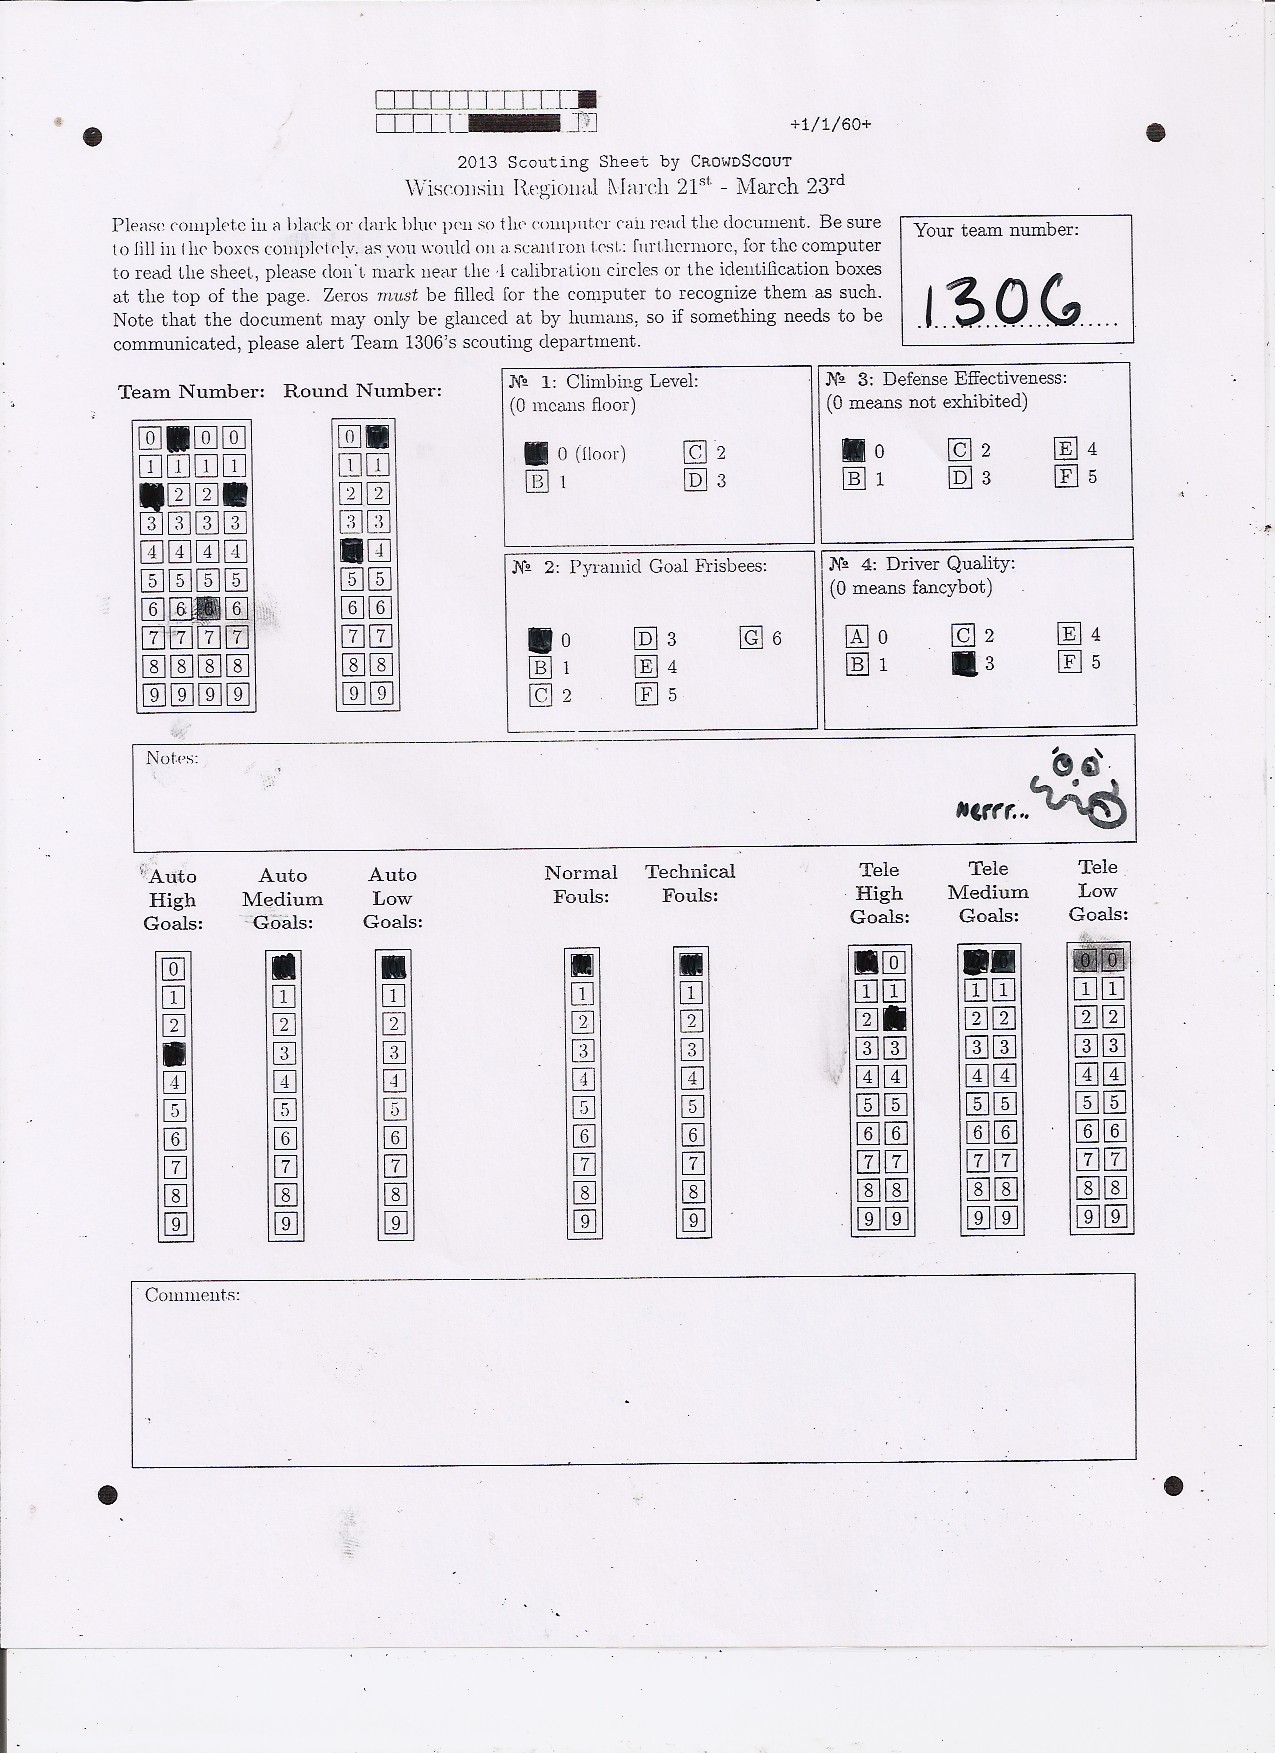 +1/1/60+
2013 Scouting Sheet by CROWDSCOUT
Wisconsin Regional March 21st - March 23rd
Please complete in a black or dark blue pen so the computer can read the document. Be sure
to fill in the boxes completely, as you would on a scantron test; furthermore, for the computer
to read the sheet, please don't mark near the 4 calibration circles or the identification boxes
at the top of the page. Zeros must be filled for the computer to recognize them as such.
Note that the document may only be glanced at by humans, so if something needs to be
communicated, please alert Team 1306's scouting department.
Your team number:
1306
Team Number: Round Number:
0 0 0 0
1 1 1 1 1 1
2 2 2 2
3 3 3 3 3 3
4 4 4 4 4
5 5 5 5 5 5
6 6 6 6 6 6
7 7 7 7 7 7
8 8 8 8 8 8
9 9 9 9 9 9
№ 1: Climbing Level:
(0 means floor)
0 (floor) C 2
B 1 D 3
№ 3: Defense Effectiveness:
(0 means not exhibited)
0 C 2 E 4
B 1 D 3 F 5
№ 2: Pyramid Goal Frisbees:
A 0 D 3 G 6
B 1 E 4
C 2 F 5
№ 4: Driver Quality:
(0 means fancybot)
A 0 C 2 E 4
B 1 3 F 5
Notes:
Nerrr...
Auto High Goals:
Auto Medium Goals:
Auto Low Goals:
Normal Fouls:
Technical Fouls:
Tele High Goals:
Tele Medium Goals:
Tele Low Goals:
0 0 0 0 0
1 1 1 1 1 1 1 1 1 1 1
2 2 2 2 2 2 2 2 2 2
3 3 3 3 3 3 3 3 3 3
4 4 4 4 4 4 4 4 4 4 4
5 5 5 5 5 5 5 5 5 5 5
6 6 6 6 6 6 6 6 6 6 6
7 7 7 7 7 7 7 7 7 7 7
8 8 8 8 8 8 8 8 8 8 8
9 9 9 9 9 9 9 9 9 9 9
Comments: